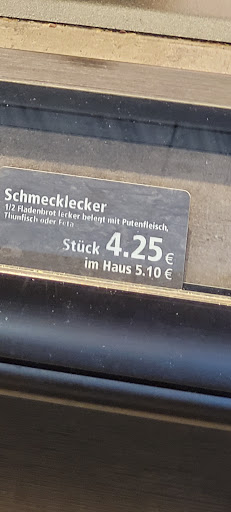 Schmecklecker
1/2 Fladenbrot lecker belegt mit Putenfleisch,
Thunfisch oder Feta
Stück 4.25 €
im Haus 5.10 €